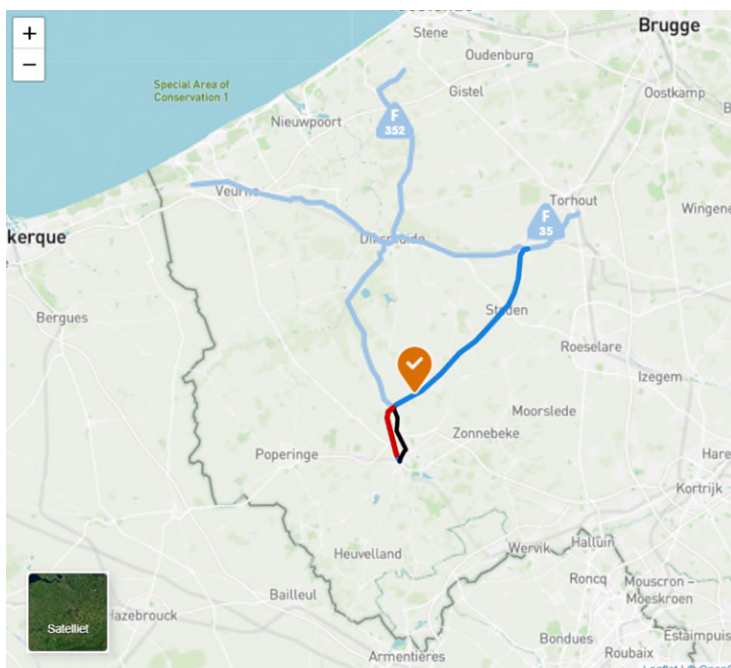 Stene
Brugge
+
Oudenburg
−
Special Area of
Conservation 1
Gistel
Oostkamp
Nieuwpoort
F
352
Veurne
Torhout
Wingene
F
35
kerque
Diksmuide
Bergues
Staden
Roeselare
Izegem
Moorslede
Zonnebeke
Poperinge
Hare
Kortrijk
Heuvelland
Wervik
Halluin
Roncq
Mouscron –
Moeskroen
Bailleul
Hazebrouck
Satelliet
Bondues
Estaimpuis
Roubaix
Armentières